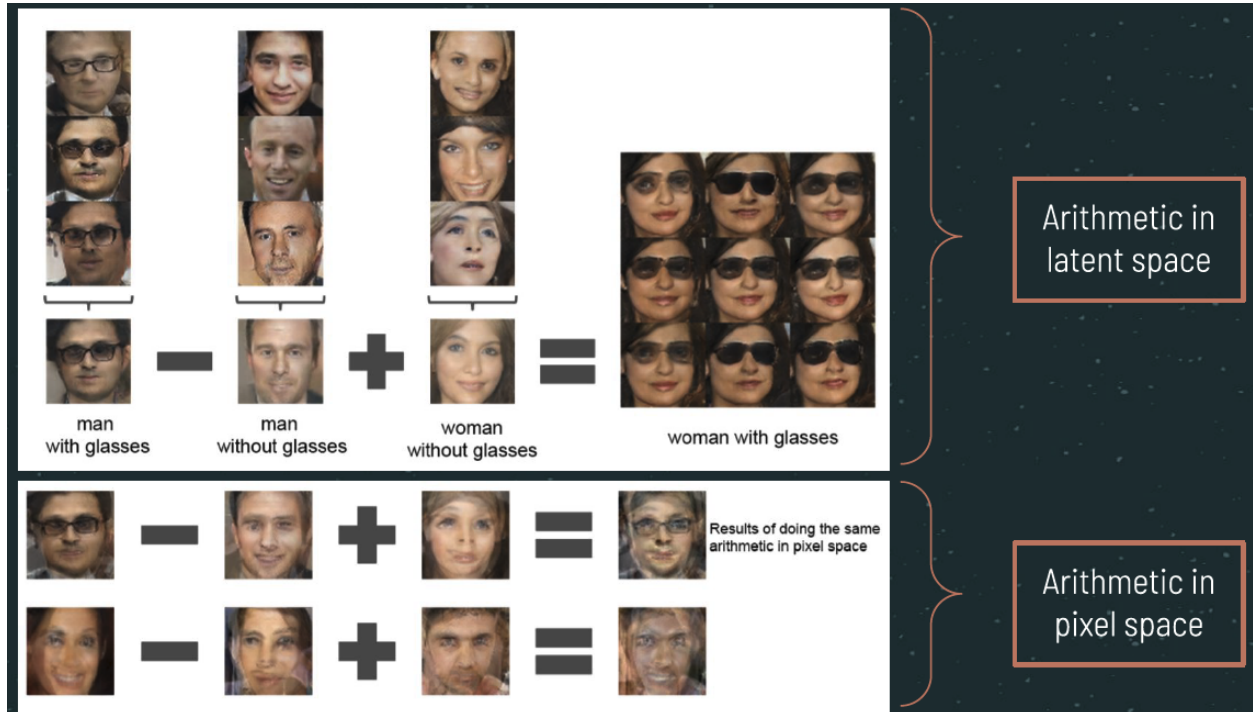 man
with glasses
man
without glasses
woman
without glasses
woman with glasses
Arithmetic in
latent space
Results of doing the same
arithmetic in pixel space
Arithmetic in
pixel space